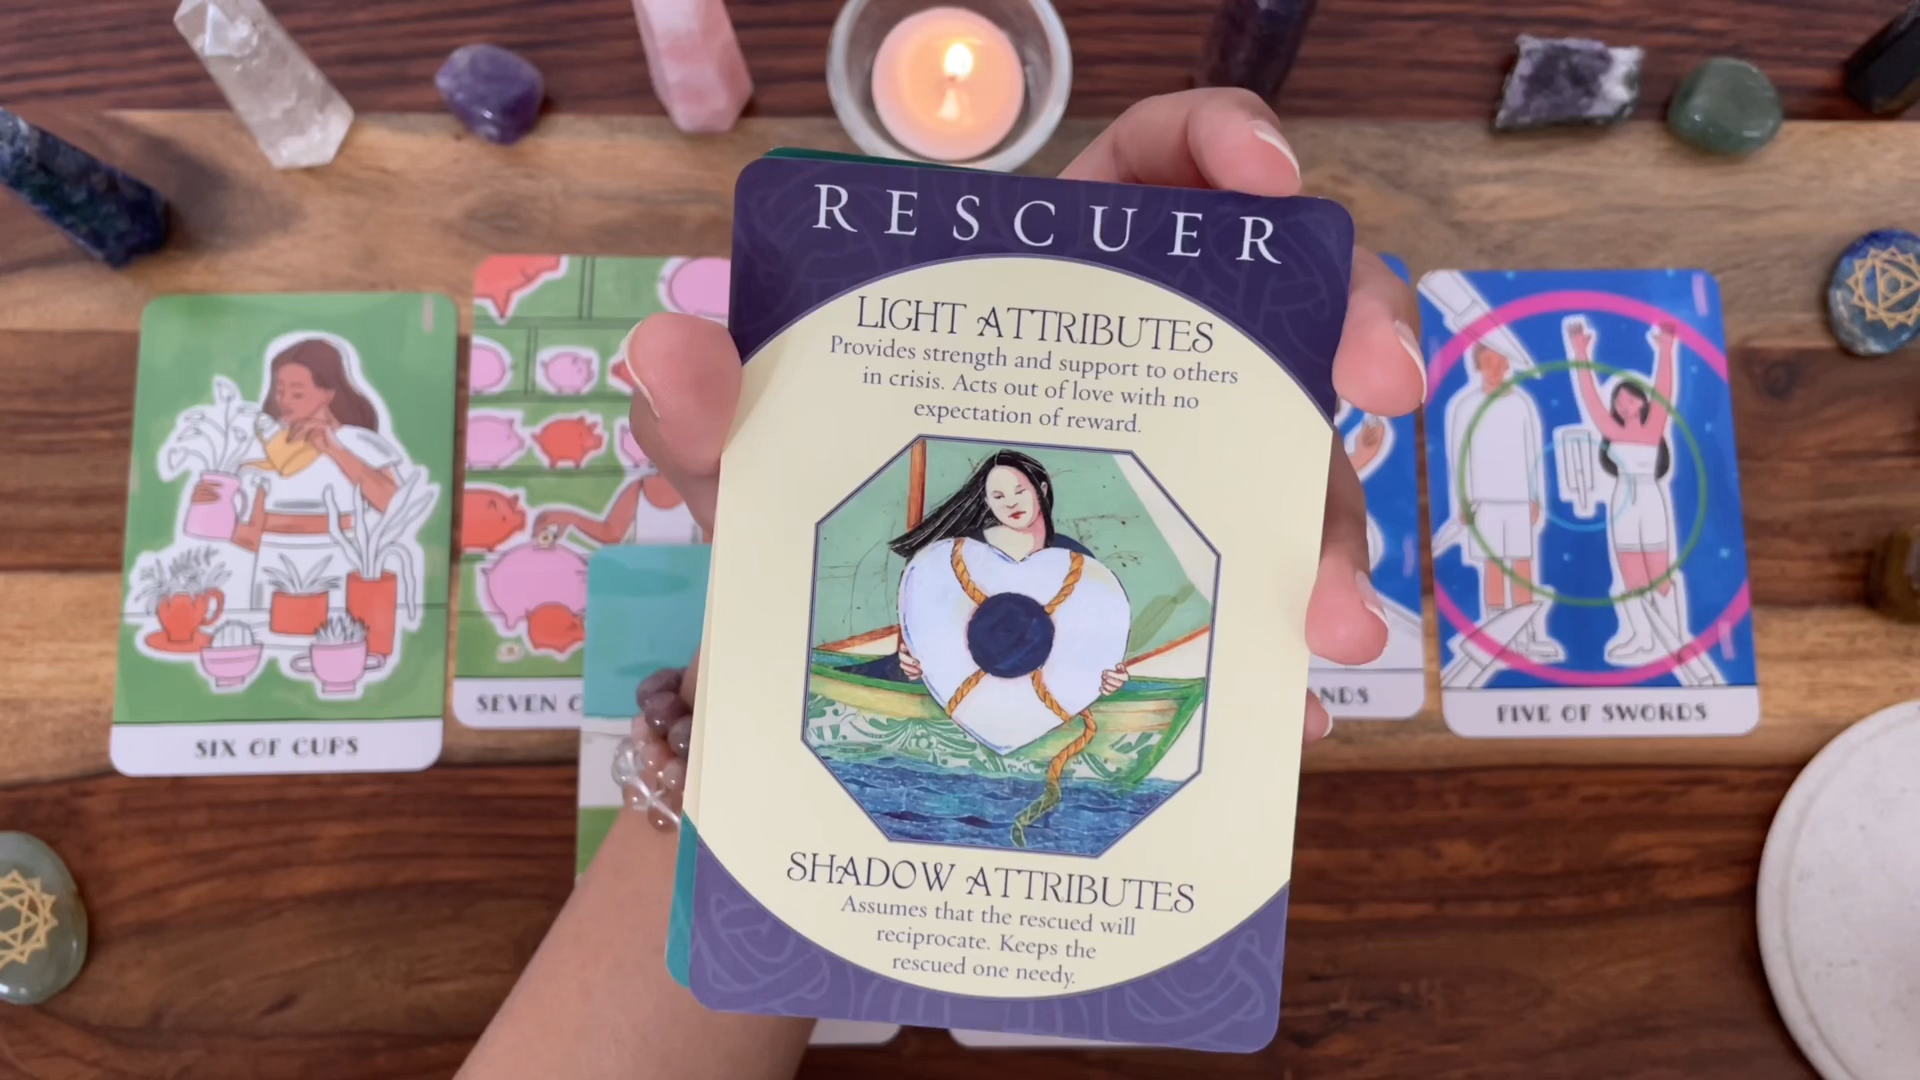 RESCUER
LIGHT ATTRIBUTES
Provides strength and support to others
in crisis. Acts out of love with no
expectation of reward.
SHADOW ATTRIBUTES
Assumes that the rescued will
reciprocate. Keeps the
rescued one needy.
SIX OF CUPS
SEVEN
NDS
FIVE OF SWORDS